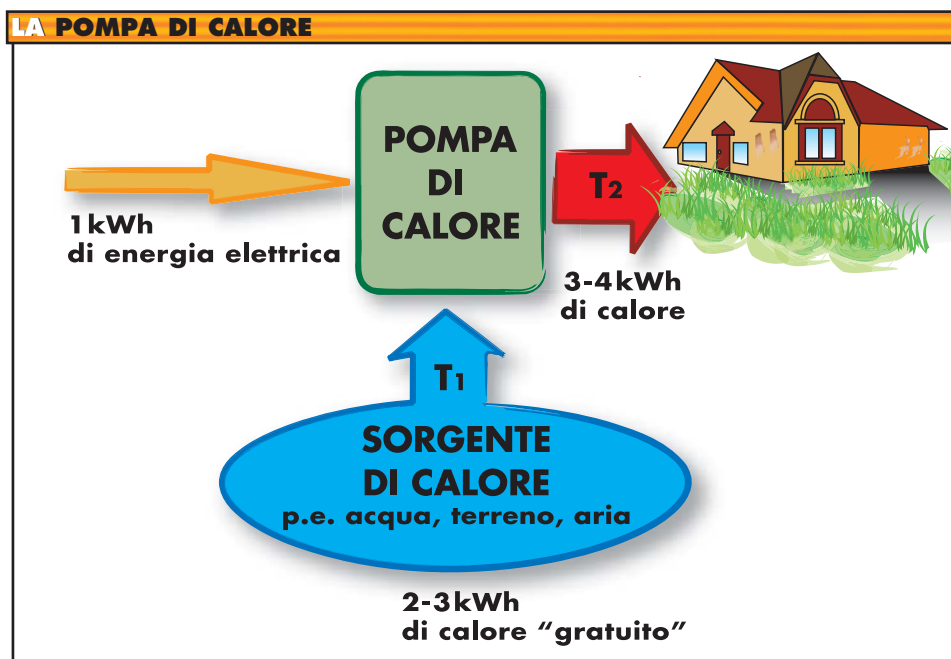 LA POMPA DI CALORE
POMPA
DI
CALORE
1kWh
di energia elettrica
T2
3-4kWh
di calore
T1
SORGENTE
DI CALORE
p.e. acqua, terreno, aria
2-3kWh
di calore “gratuito”